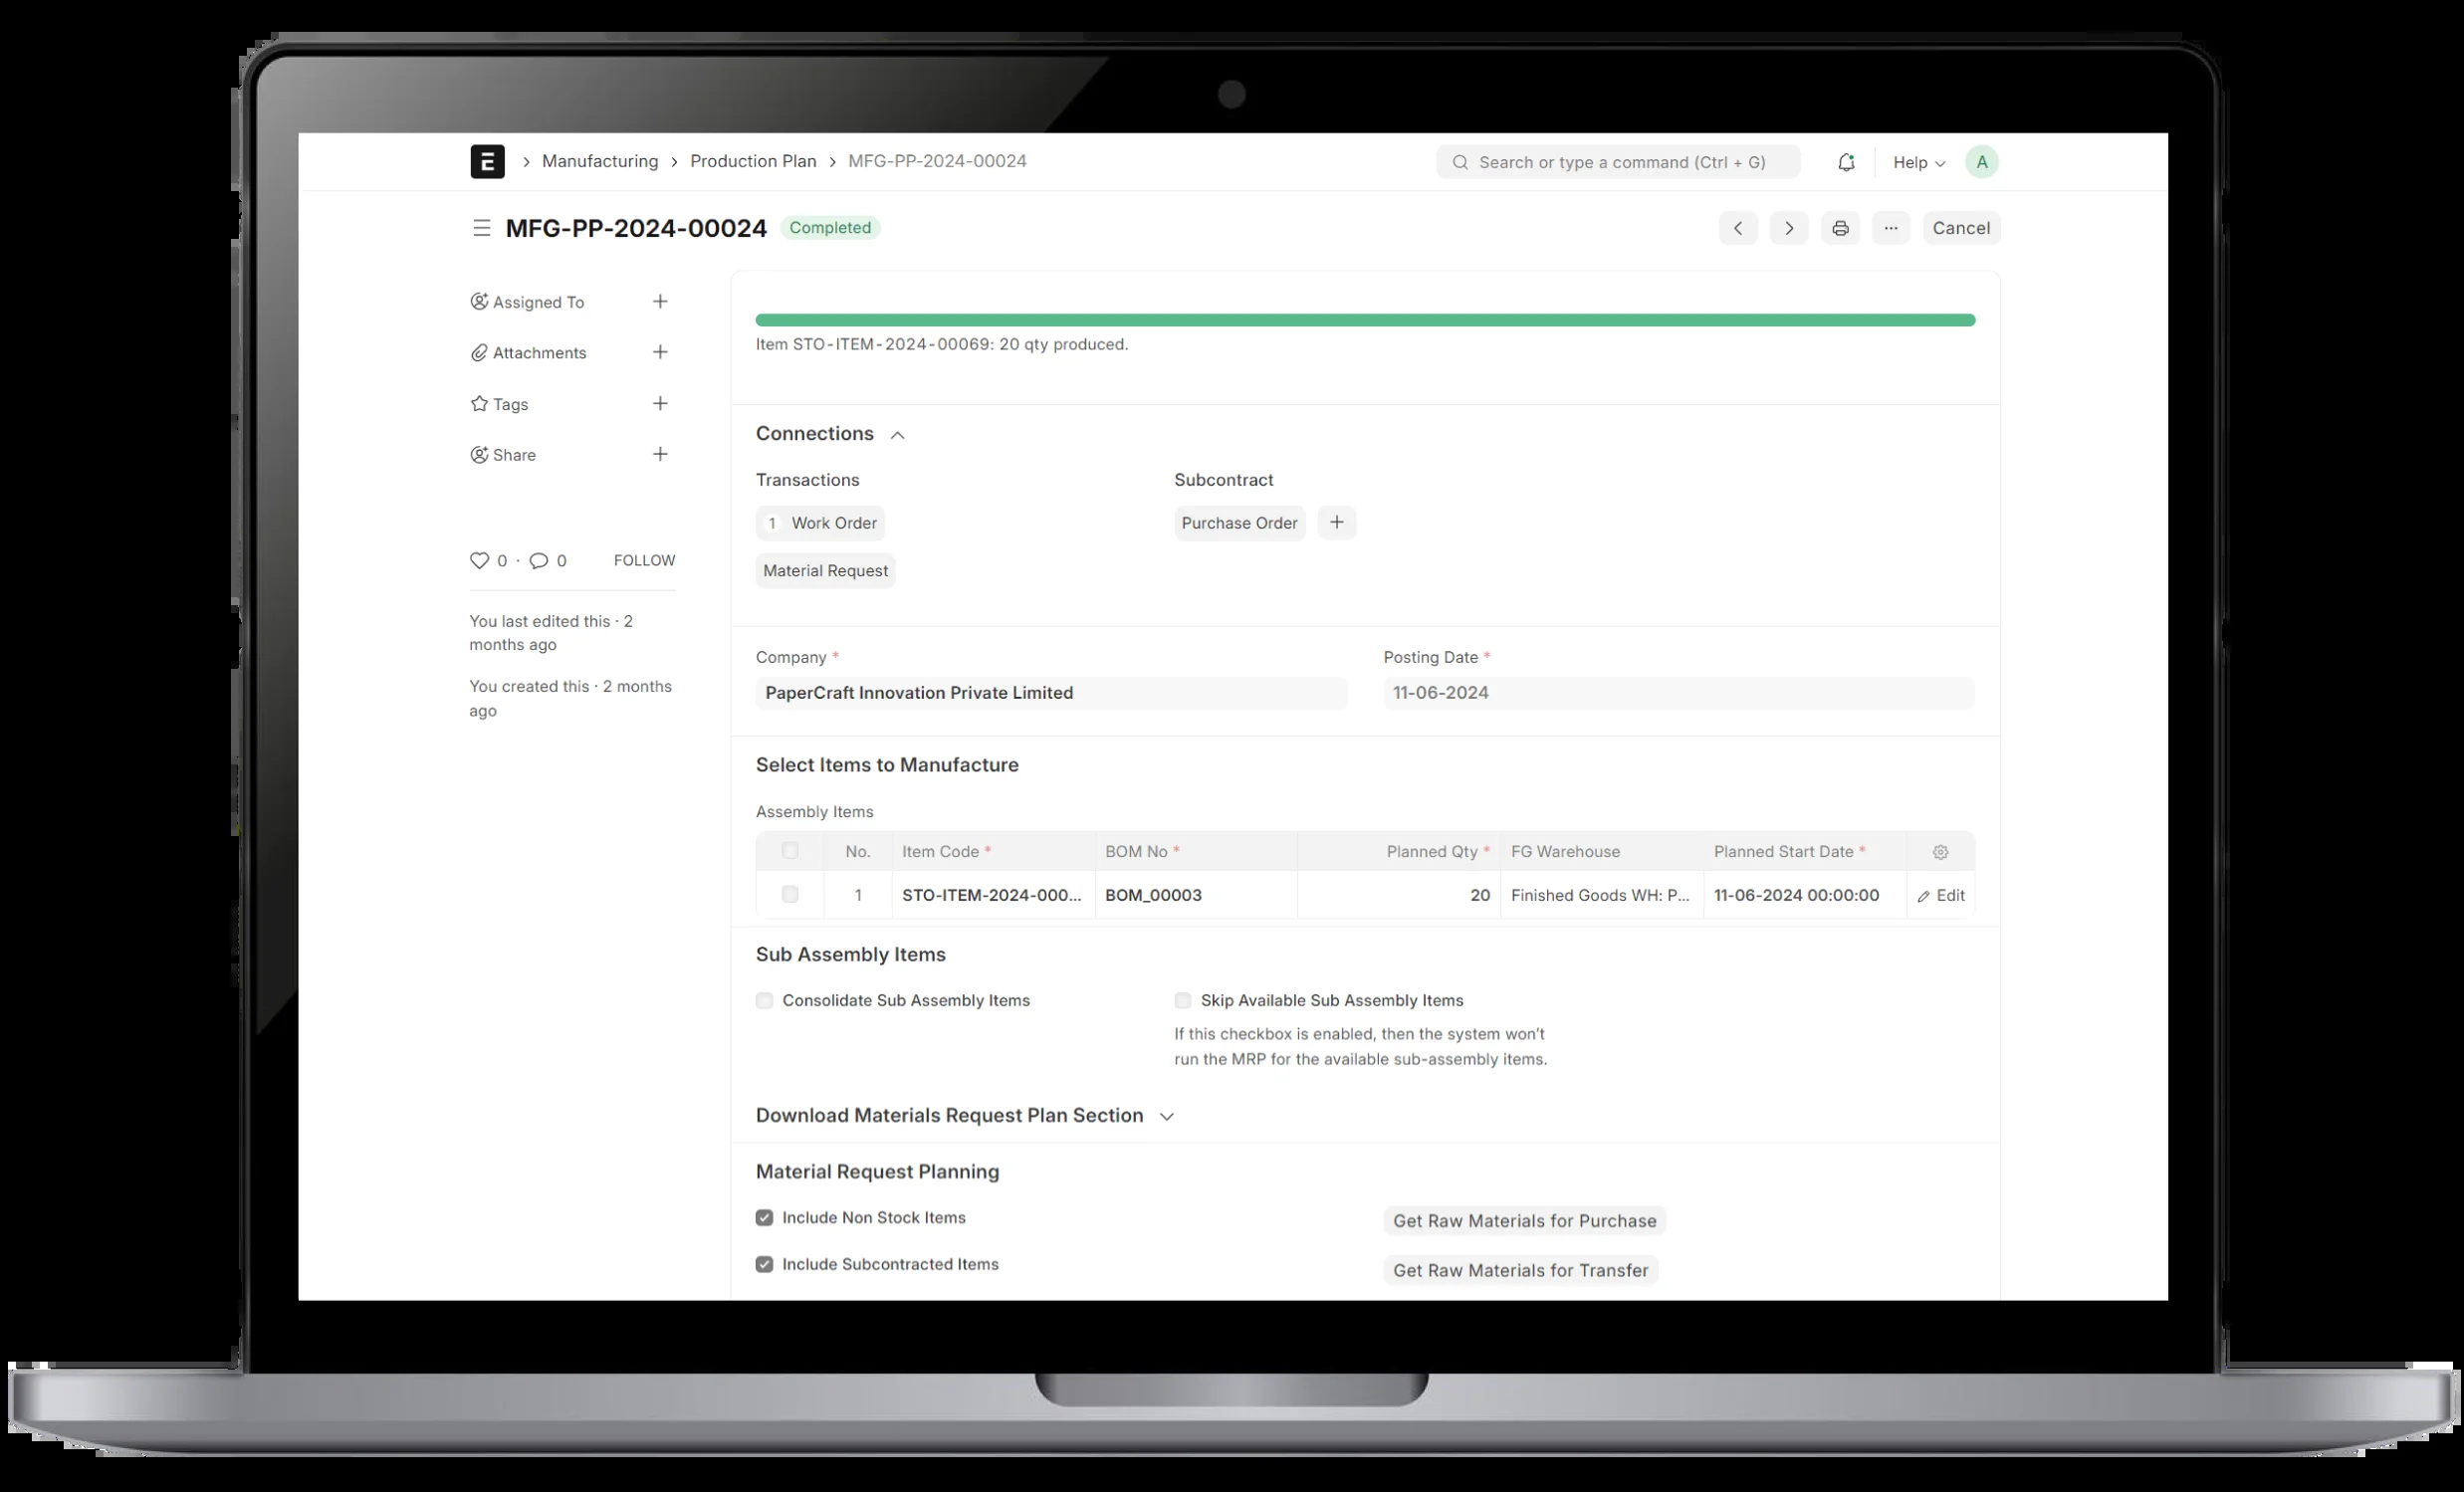 E > Manufacturing > Production Plan > MFG-PP-2024-00024
Search or type a command (Ctrl + G)
Help
A
MFG-PP-2024-00024 Completed
Cancel
Assigned To
Attachments
Tags
Share
0 · 0 FOLLOW
You last edited this · 2
months ago
You created this · 2 months
ago
Item STO-ITEM-2024-00069: 20 qty produced.
Connections
Transactions
1 Work Order
Material Request
Subcontract
Purchase Order +
Company *
PaperCraft Innovation Private Limited
Posting Date *
11-06-2024
Select Items to Manufacture
Assembly Items
No. Item Code * BOM No * Planned Qty * FG Warehouse Planned Start Date *
1 STO-ITEM-2024-000... BOM_00003 20 Finished Goods WH: P... 11-06-2024 00:00:00 Edit
Sub Assembly Items
Consolidate Sub Assembly Items
Skip Available Sub Assembly Items
If this checkbox is enabled, then the system won't
run the MRP for the available sub-assembly items.
Download Materials Request Plan Section
Material Request Planning
Include Non Stock Items
Include Subcontracted Items
Get Raw Materials for Purchase
Get Raw Materials for Transfer